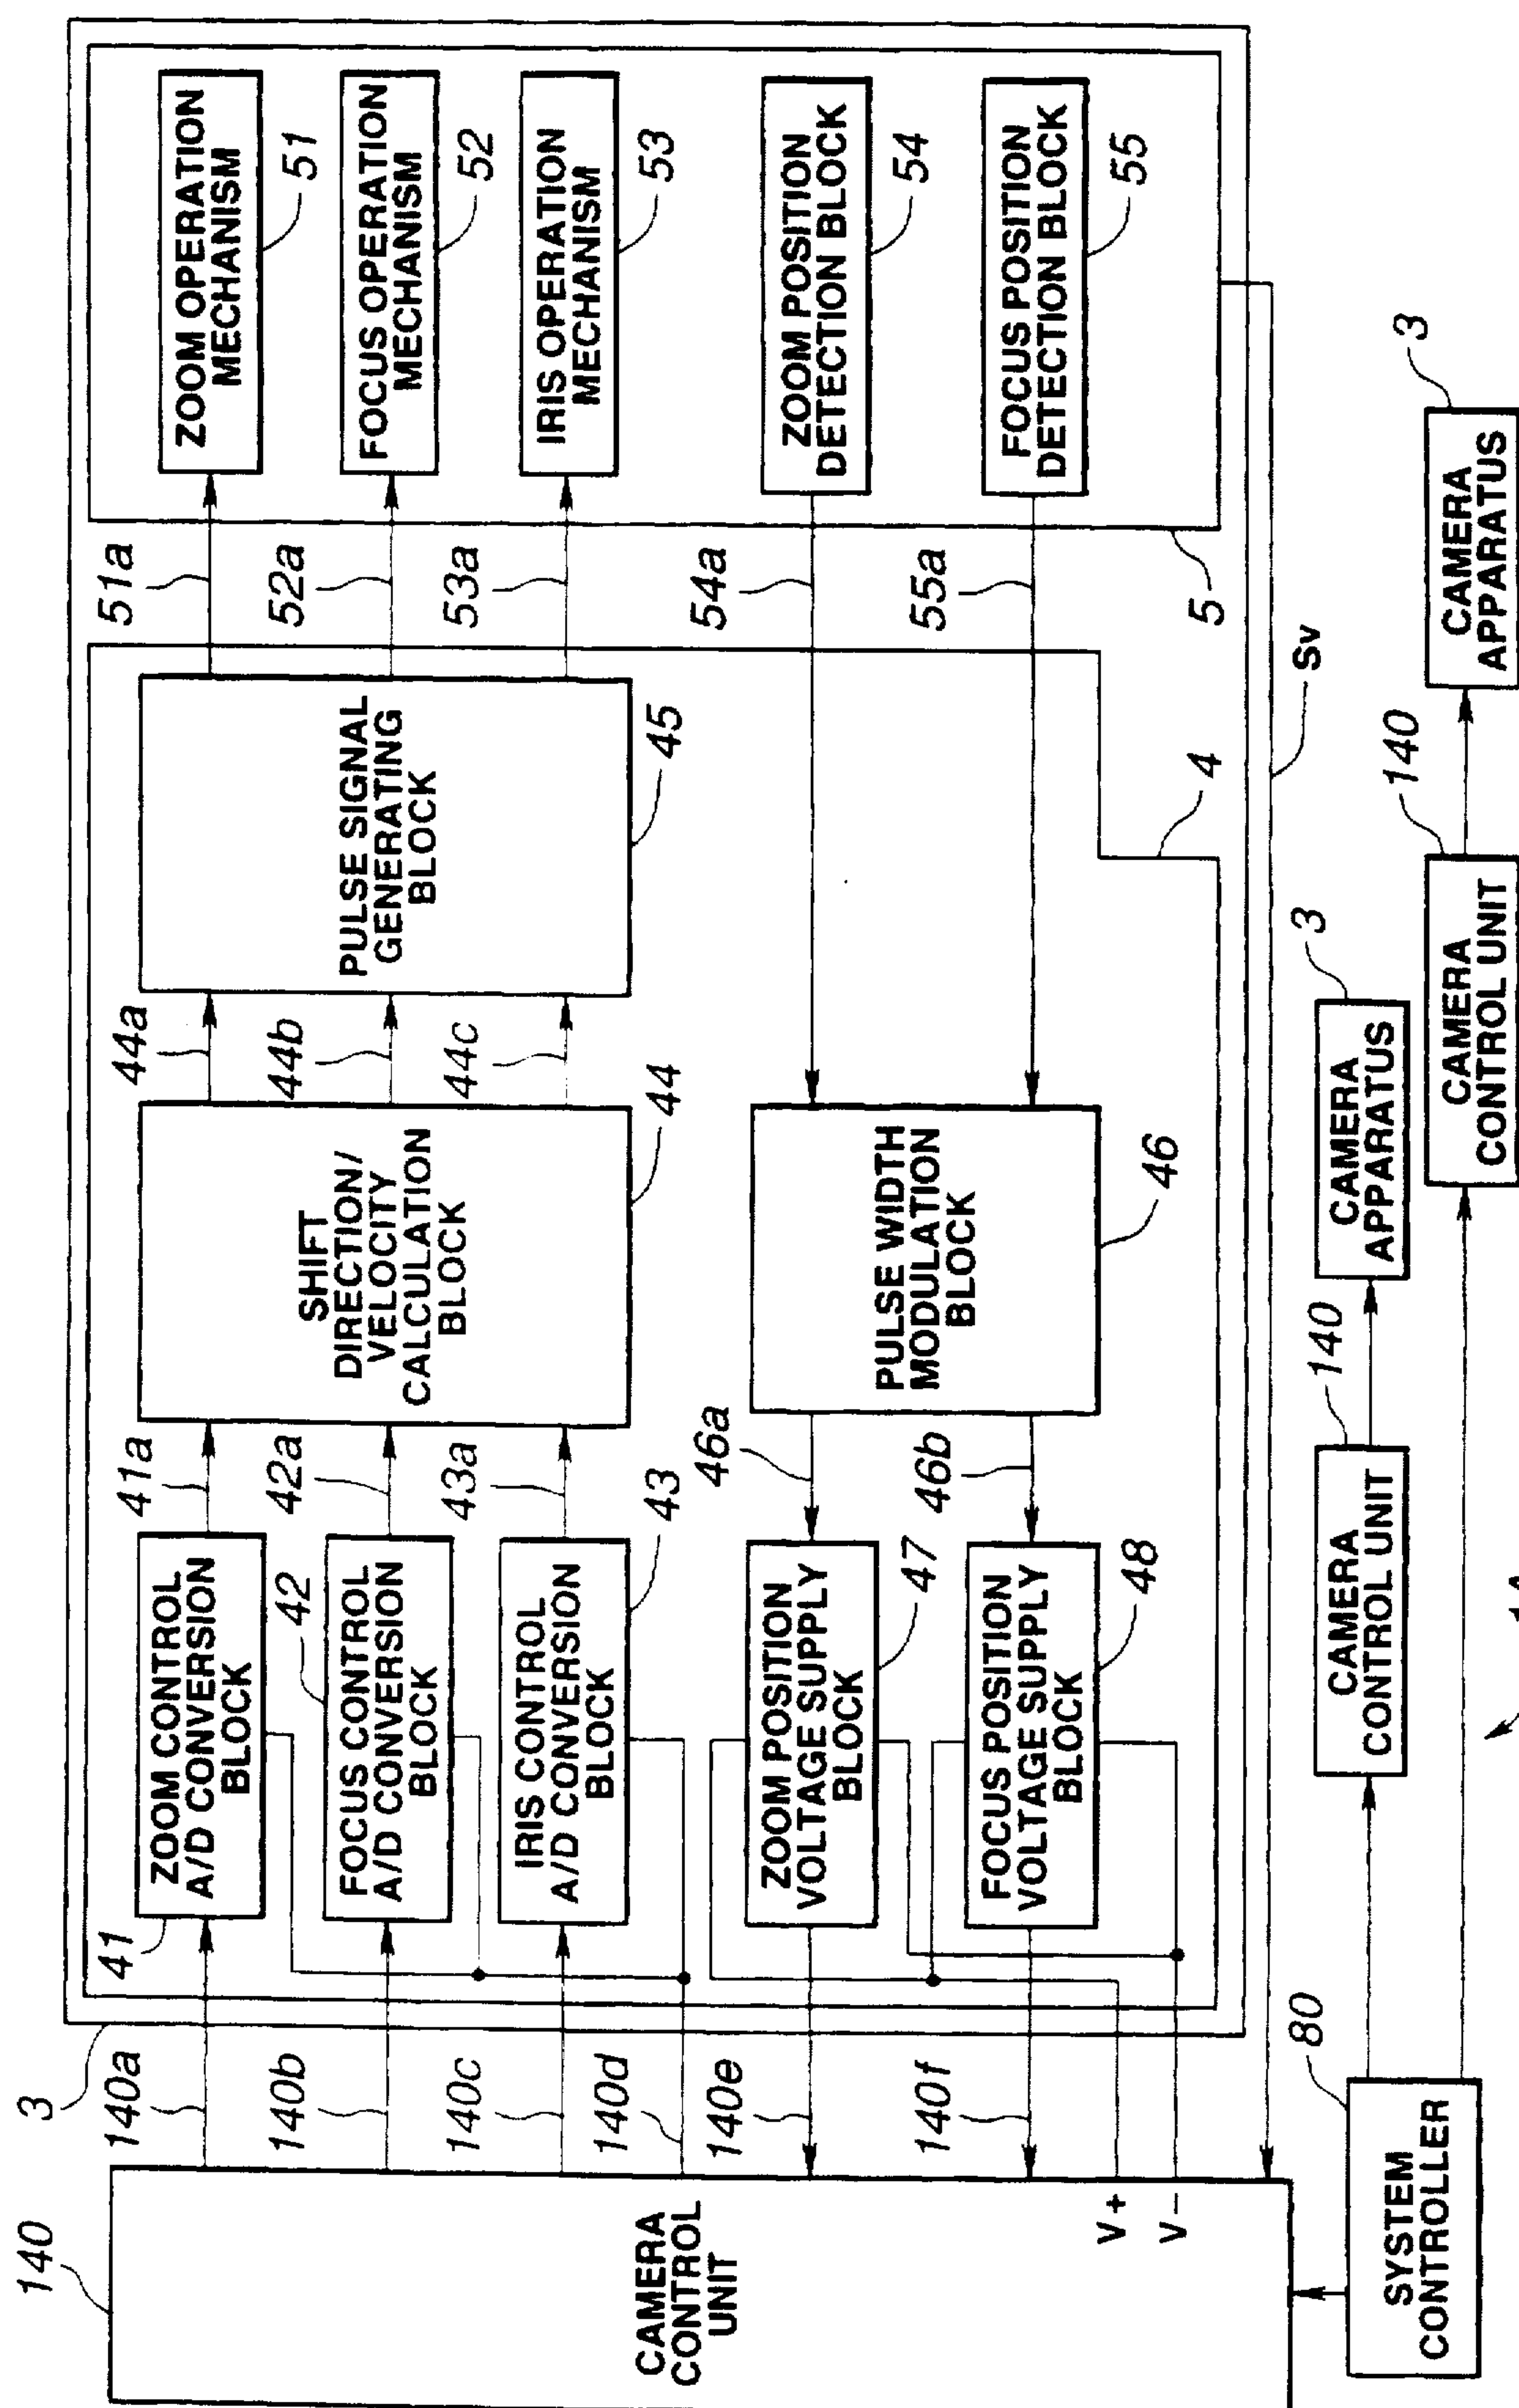 140
CAMERA
CONTROL
UNIT
V+
V–
140a
140b
140c
140d
140e
140f
3
41
ZOOM CONTROL
A/D CONVERSION
BLOCK
42
FOCUS CONTROL
A/D CONVERSION
BLOCK
IRIS CONTROL
A/D CONVERSION
BLOCK
43
ZOOM POSITION
VOLTAGE SUPPLY
BLOCK
47
FOCUS POSITION
VOLTAGE SUPPLY
BLOCK
48
41a
42a
43a
46a
46b
SHIFT
DIRECTION/
VELOCITY
CALCULATION
BLOCK
44
PULSE WIDTH
MODULATION
BLOCK
46
44a
44b
44c
PULSE SIGNAL
GENERATING
BLOCK
45
4
51a
52a
53a
54a
55a
5
ZOOM OPERATION
MECHANISM
51
FOCUS OPERATION
MECHANISM
52
IRIS OPERATION
MECHANISM
53
ZOOM POSITION
DETECTION BLOCK
54
FOCUS POSITION
DETECTION BLOCK
55
Sv
80
SYSTEM
CONTROLLER
CAMERA
CONTROL UNIT
140
CAMERA
APPARATUS
3
CAMERA
CONTROL UNIT
140
CAMERA
APPARATUS
3